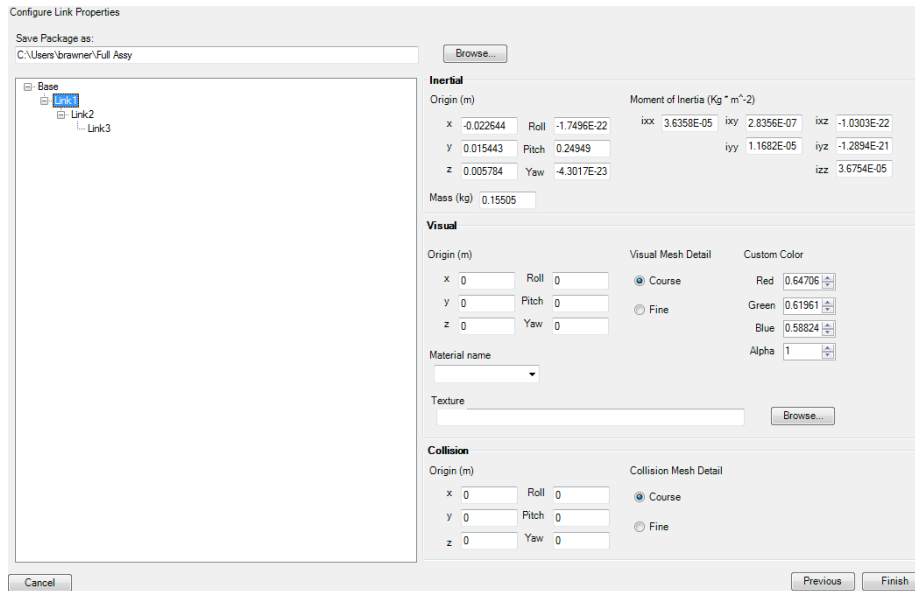 Configure Link Properties
Save Package as:
C:\Users\brawner\Full Assy
Browse...
Base
Link1
Link2
Link3
Inertial
Origin (m)
Moment of Inertia (Kg * m^-2)
x -0.022644 Roll -1.7496E-22
ixx 3.6358E-05 ixy 2.8356E-07 ixz -1.0303E-22
y 0.015443 Pitch 0.24949
iyy 1.1682E-05 iyz -1.2894E-21
z 0.005784 Yaw -4.3017E-23
izz 3.6754E-05
Mass (kg) 0.15505
Visual
Origin (m)
Visual Mesh Detail
Custom Color
x 0 Roll 0
Course
Red 0.64706
y 0 Pitch 0
Fine
Green 0.61961
z 0 Yaw 0
Blue 0.58824
Alpha 1
Material name
Texture
Browse...
Collision
Origin (m)
Collision Mesh Detail
x 0 Roll 0
Course
y 0 Pitch 0
Fine
z 0 Yaw 0
Cancel
Previous
Finish